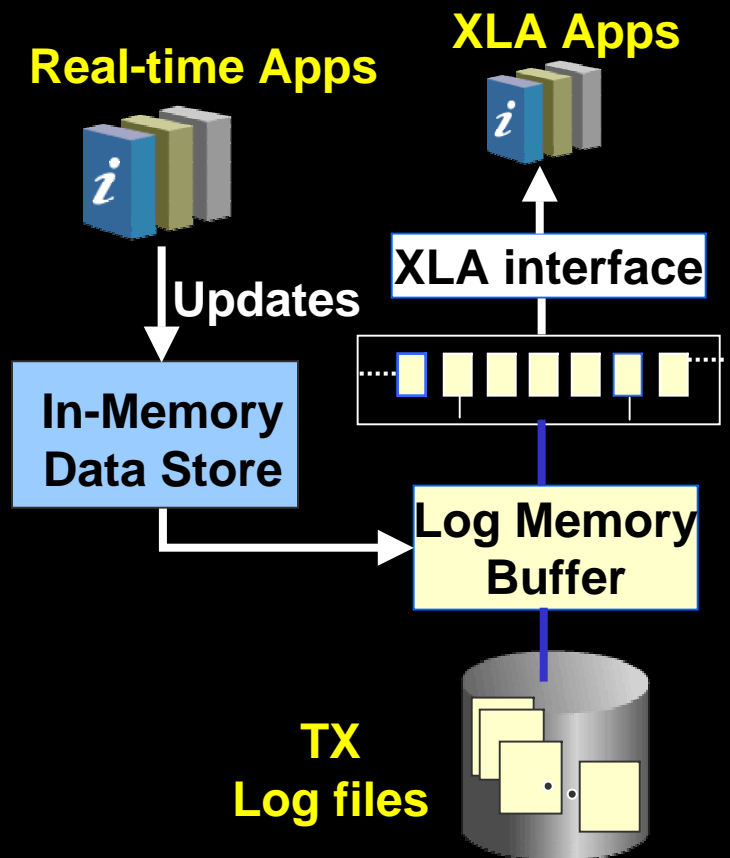 XLA Apps
Real-time Apps
i
i
XLA interface
Updates
In-Memory
Data Store
Log Memory
Buffer
TX
Log files